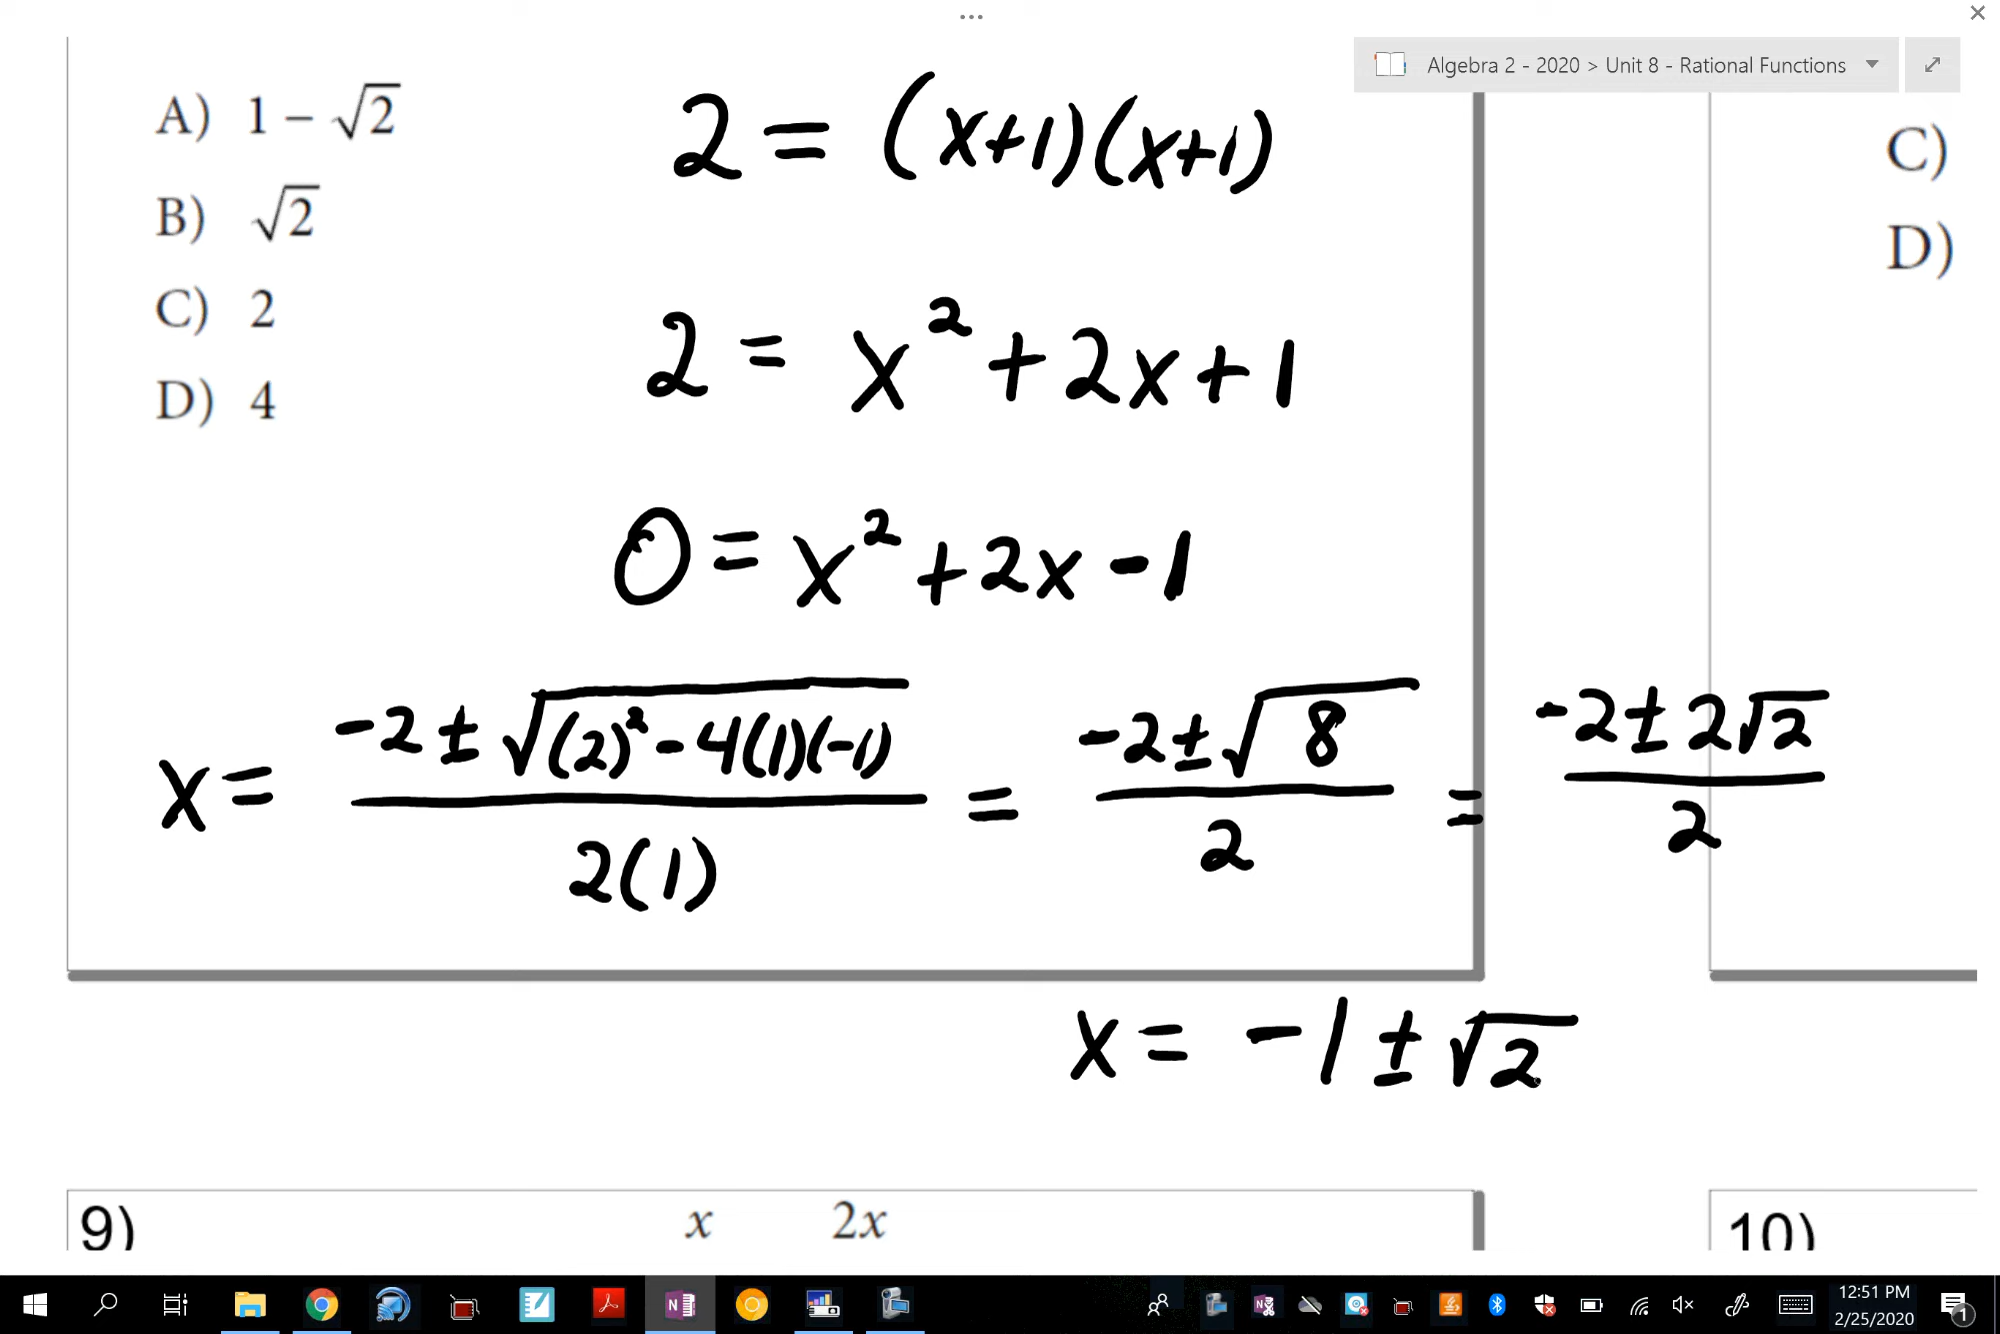 Algebra 2 - 2020 > Unit 8 - Rational Functions
A) 1 – √2
B) √2
C) 2
D) 4
2 = (x+1)(x+1)
2 = x² + 2x + 1
0 = x² + 2x - 1
x = (-2 ± √((2)² - 4(1)(-1))) / 2(1) = (-2 ± √8) / 2 = (-2 ± 2√2) / 2
x = -1 ± √2
C)
D)
9)
x 2x
10)
12:51 PM
2/25/2020
1